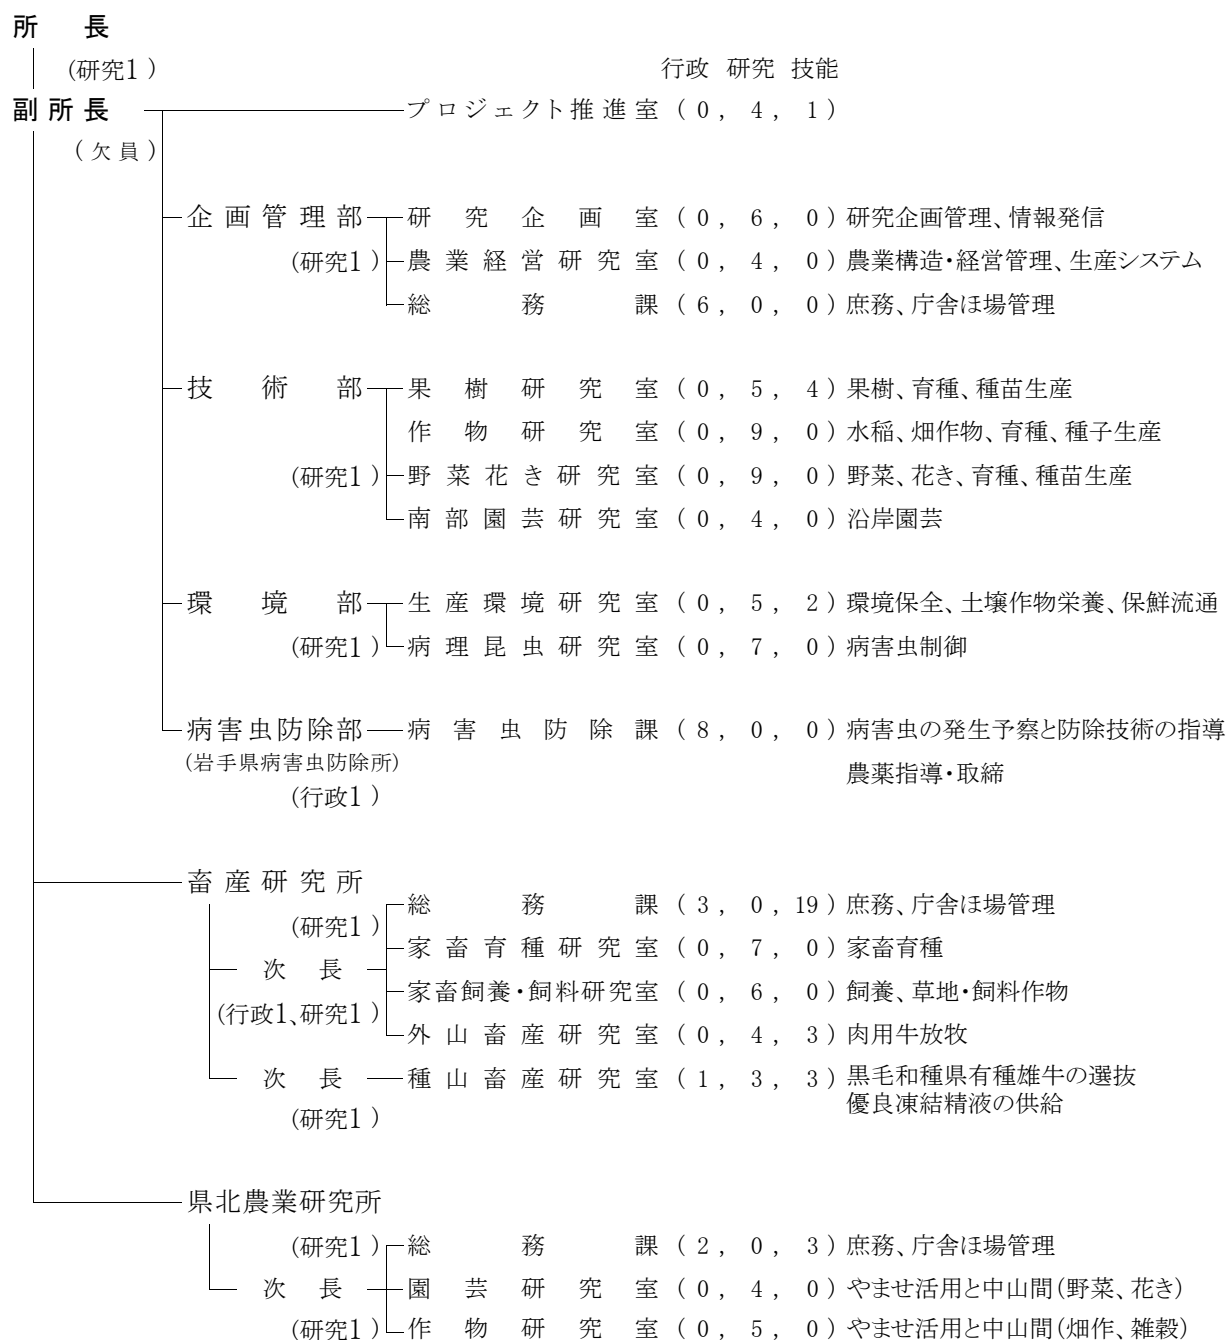 所長
(研究1) 行政 研究 技能
副所長 プロジェクト推進室 (0, 4, 1)
(欠員)
企画管理部 研究企画室 (0, 6, 0) 研究企画管理、情報発信
(研究1) 農業経営研究室 (0, 4, 0) 農業構造・経営管理、生産システム
総務課 (6, 0, 0) 庶務、庁舎ほ場管理
技術部 果樹研究室 (0, 5, 4) 果樹、育種、種苗生産
作物研究室 (0, 9, 0) 水稲、畑作物、育種、種子生産
(研究1) 野菜花き研究室 (0, 9, 0) 野菜、花き、育種、種苗生産
南部園芸研究室 (0, 4, 0) 沿岸園芸
環境部 生産環境研究室 (0, 5, 2) 環境保全、土壌作物栄養、保鮮流通
(研究1) 病理昆虫研究室 (0, 7, 0) 病害虫制御
病害虫防除部 病害虫防除課 (8, 0, 0) 病害虫の発生予察と防除技術の指導
(岩手県病害虫防除所) 農薬指導・取締
(行政1)
畜産研究所
総務課 (3, 0, 19) 庶務、庁舎ほ場管理
(研究1)
家畜育種研究室 (0, 7, 0) 家畜育種
次長
家畜飼養・飼料研究室 (0, 6, 0) 飼養、草地・飼料作物
(行政1、研究1)
外山畜産研究室 (0, 4, 3) 肉用牛放牧
次長 種山畜産研究室 (1, 3, 3) 黒毛和種県有種雄牛の選抜
優良凍結精液の供給
(研究1)
県北農業研究所
(研究1) 総務課 (2, 0, 3) 庶務、庁舎ほ場管理
次長 園芸研究室 (0, 4, 0) やませ活用と中山間(野菜、花き)
(研究1) 作物研究室 (0, 5, 0) やませ活用と中山間(畑作、雑穀)